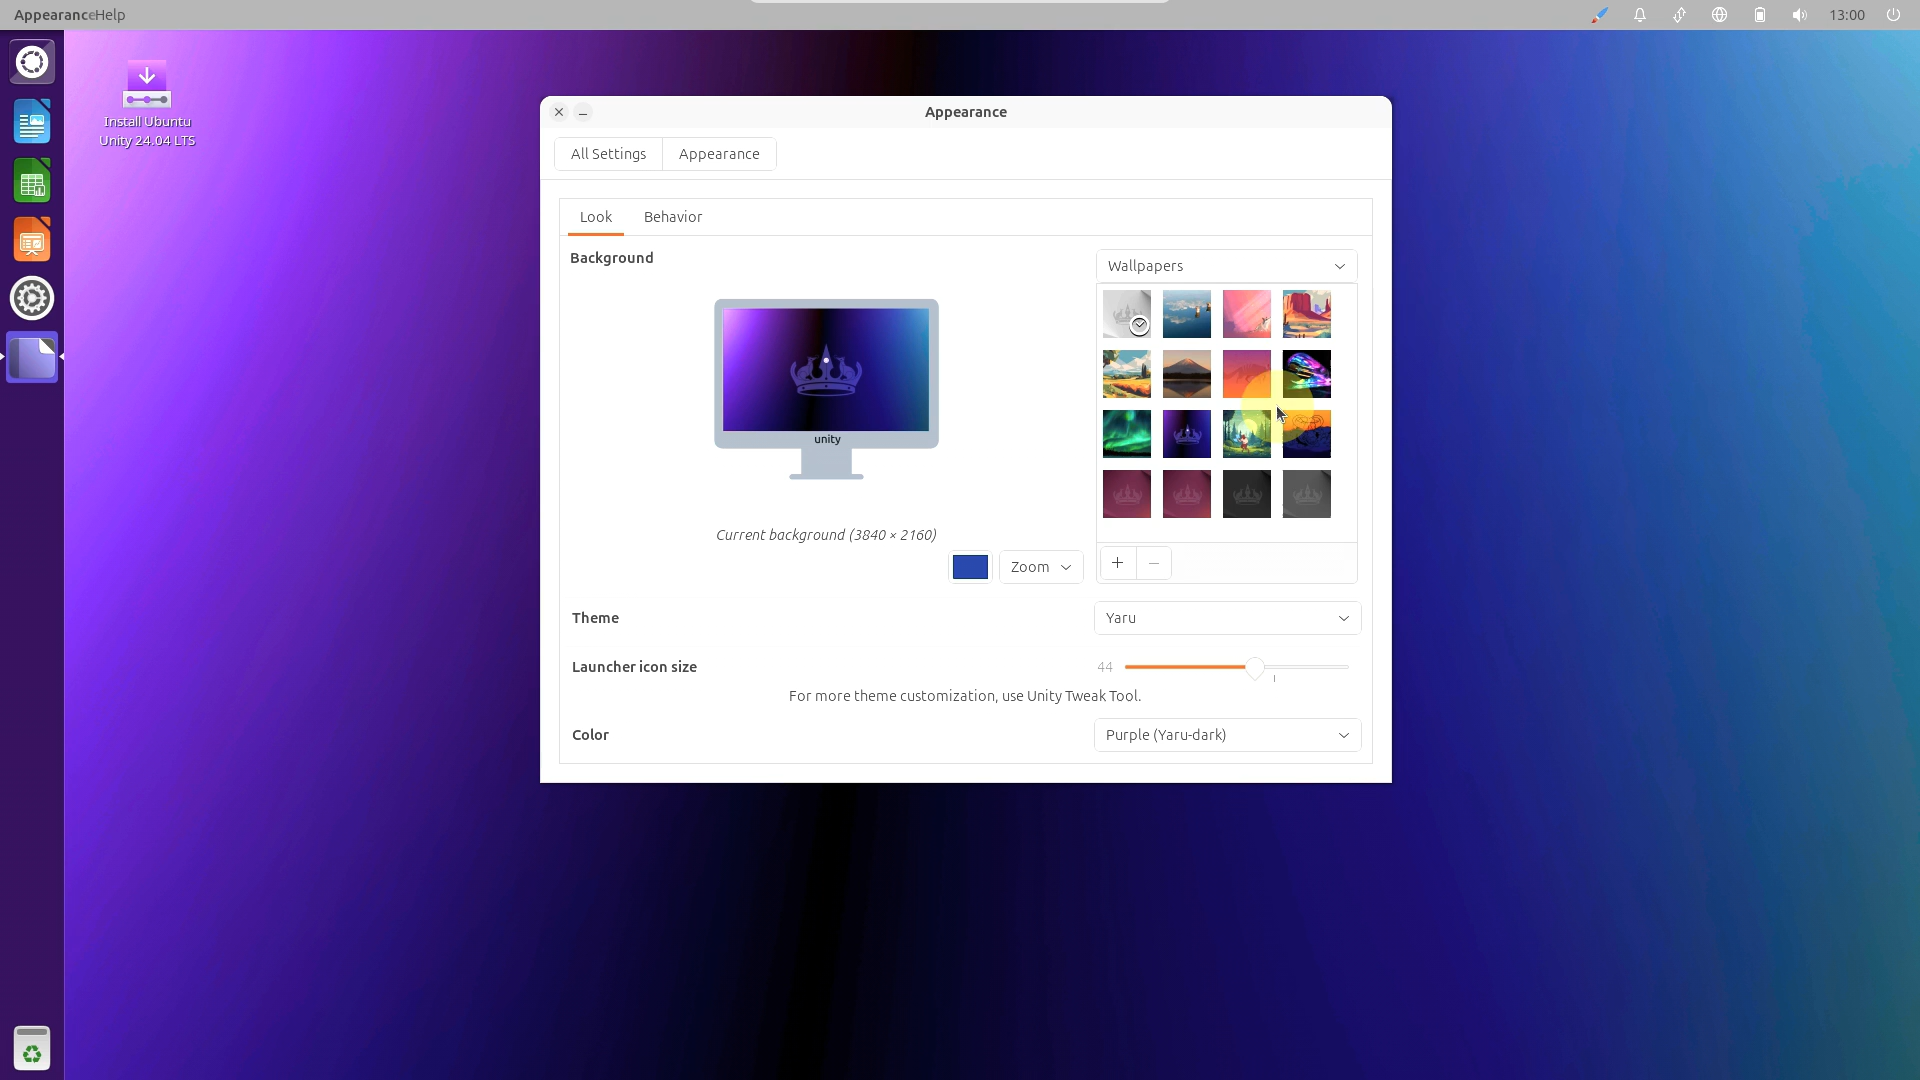 Appearance Help
13:00
Install Ubuntu
Unity 24.04 LTS
Appearance
All Settings
Appearance
Look
Behavior
Background
Wallpapers
unity
Current background (3840 × 2160)
Zoom
Theme
Yaru
Launcher icon size
44
For more theme customization, use Unity Tweak Tool.
Color
Purple (Yaru-dark)